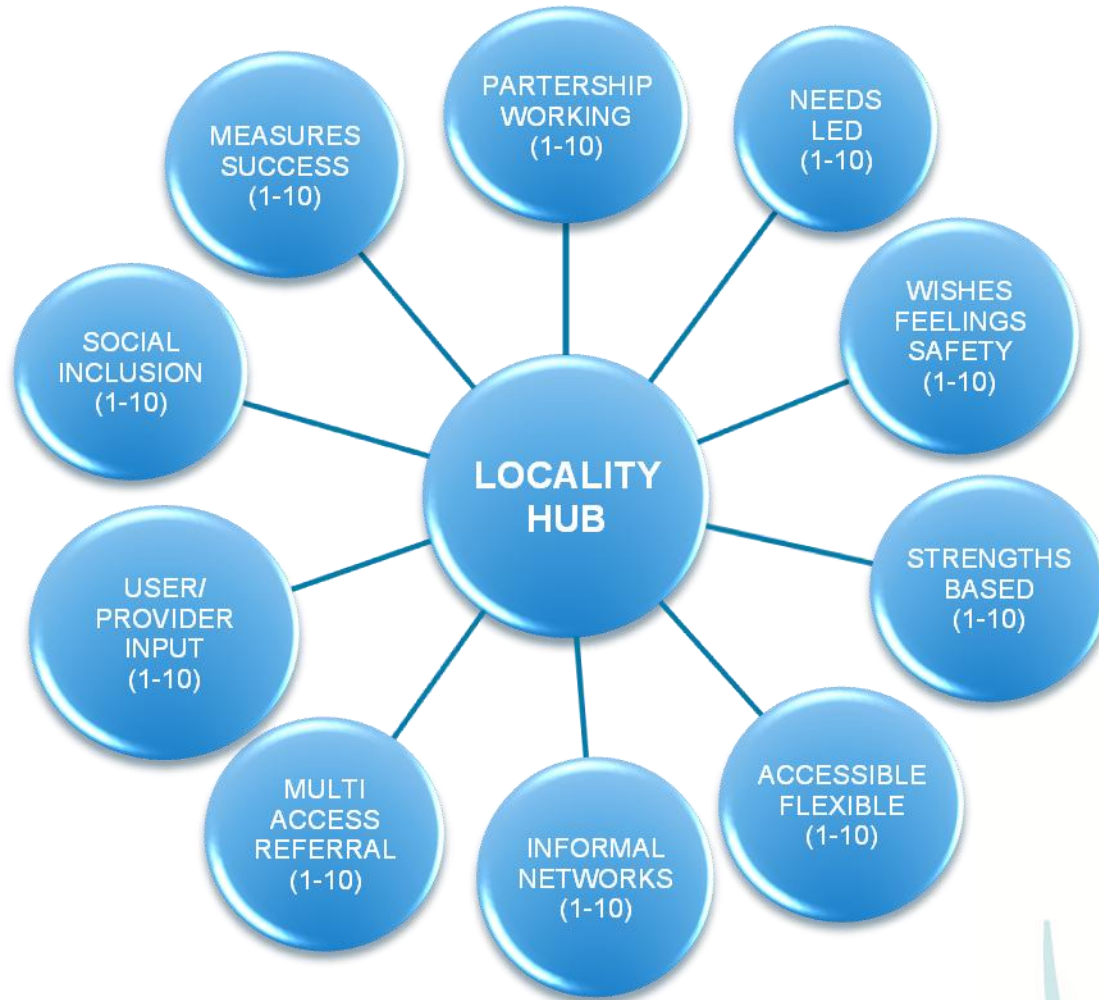 PARTERSHIP
WORKING
(1-10)
NEEDS
LED
(1-10)
WISHES
FEELINGS
SAFETY
(1-10)
STRENGTHS
BASED
(1-10)
ACCESSIBLE
FLEXIBLE
(1-10)
INFORMAL
NETWORKS
(1-10)
MULTI
ACCESS
REFERRAL
(1-10)
USER/
PROVIDER
INPUT
(1-10)
SOCIAL
INCLUSION
(1-10)
MEASURES
SUCCESS
(1-10)
LOCALITY
HUB